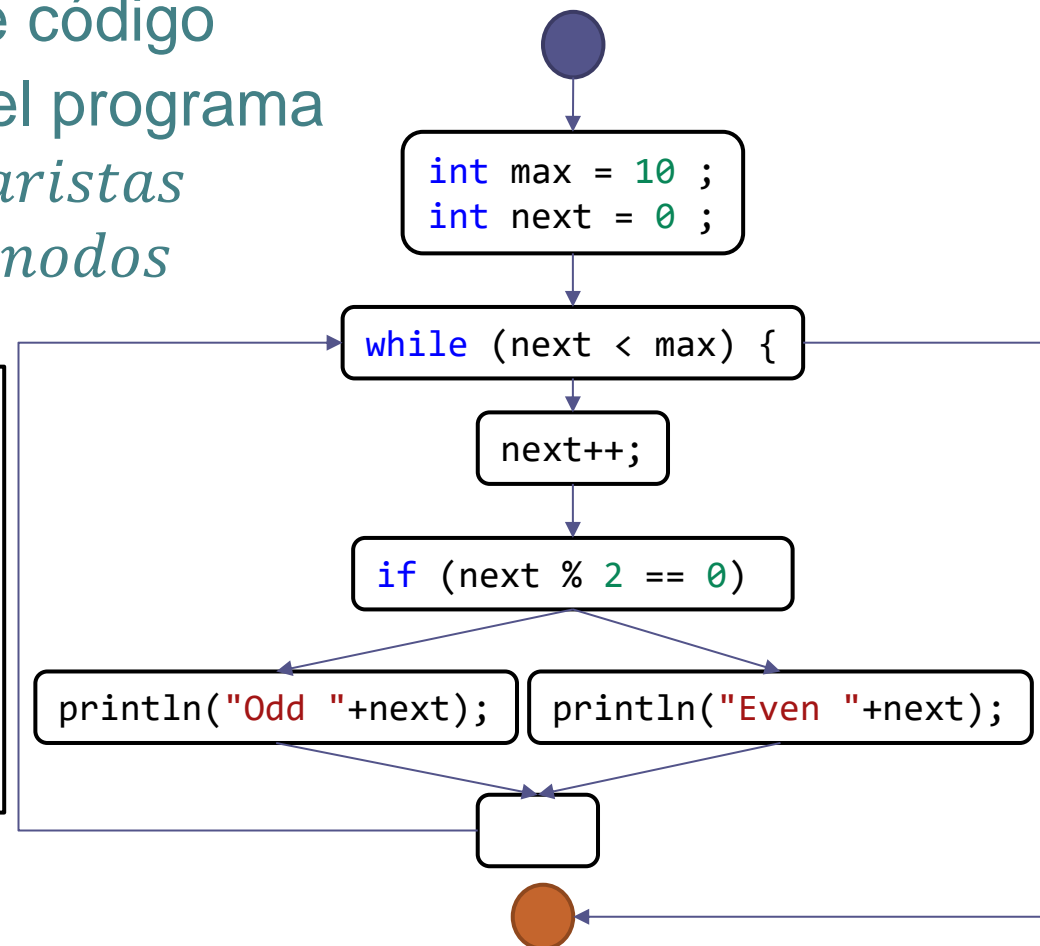 código
el programa
aristas
nodos
int max = 10 ;
int next = 0 ;
while (next < max) {
next++;
if (next % 2 == 0)
println("Odd "+next);
println("Even "+next);